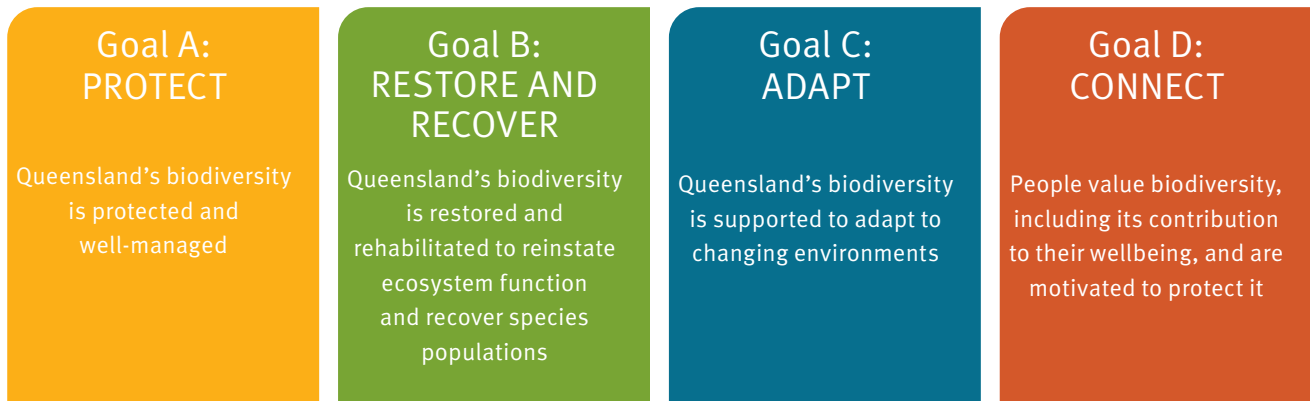 Goal A:
PROTECT
Queensland’s biodiversity
is protected and
well-managed
Goal B:
RESTORE AND
RECOVER
Queensland’s biodiversity
is restored and
rehabilitated to reinstate
ecosystem function
and recover species
populations
Goal C:
ADAPT
Queensland’s biodiversity
is supported to adapt to
changing environments
Goal D:
CONNECT
People value biodiversity,
including its contribution
to their wellbeing, and are
motivated to protect it